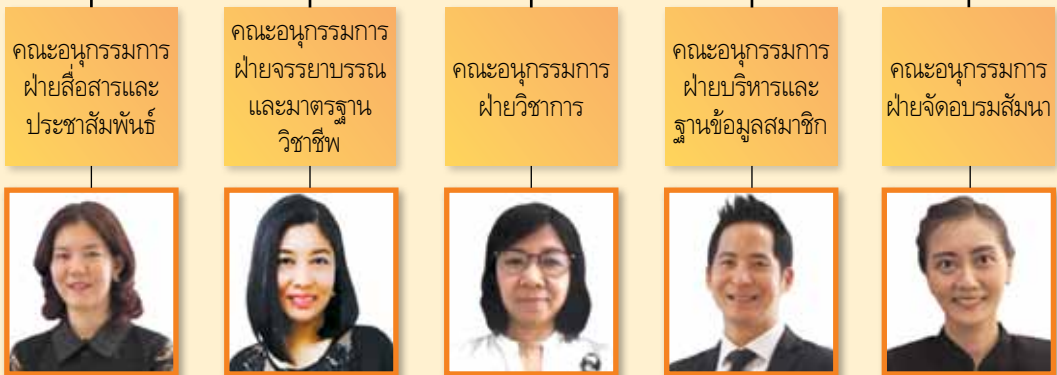 คณะอนุกรรมการ
ฝ่ายสื่อสารและ
ประชาสัมพันธ์
คณะอนุกรรมการ
ฝ่ายจรรยาบรรณ
และมาตรฐาน
วิชาชีพ
คณะอนุกรรมการ
ฝ่ายวิชาการ
คณะอนุกรรมการ
ฝ่ายบริหารและ
ฐานข้อมูลสมาชิก
คณะอนุกรรมการ
ฝ่ายจัดอบรมสัมนา